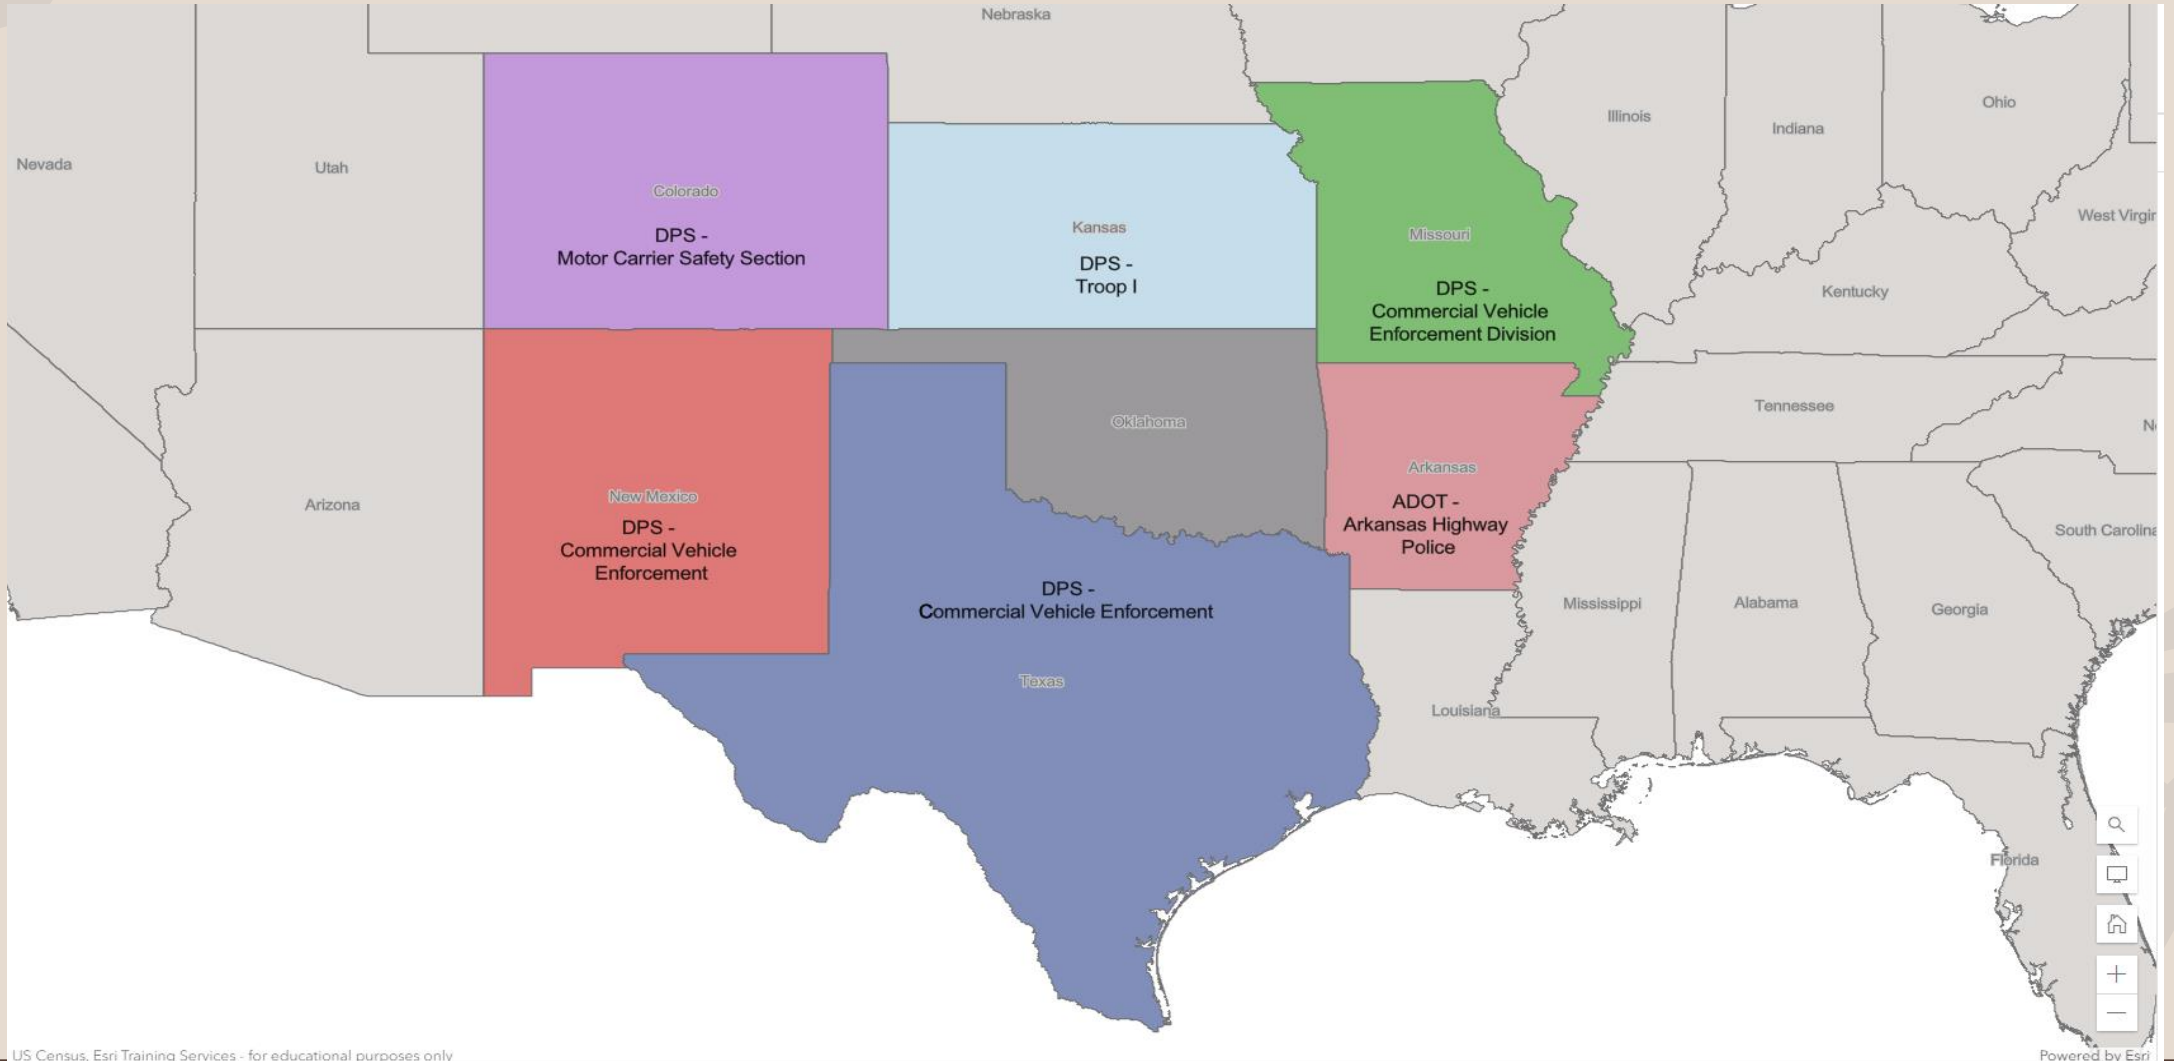 Nebraska
Ohio
Illinois
Indiana
Nevada
Utah
Colorado
DPS -
Motor Carrier Safety Section
Kansas
DPS -
Troop I
Missouri
DPS -
Commercial Vehicle
Enforcement Division
West Virgir
Kentucky
Tennessee
N
Oklahoma
Arkansas
ADOT -
Arkansas Highway
Police
Arizona
New Mexico
DPS -
Commercial Vehicle
Enforcement
South Carolina
DPS -
Commercial Vehicle Enforcement
Texas
Mississippi
Alabama
Georgia
Louisiana
Florida
US Census, Esri Training Services - for educational purposes only
Powered by Esri